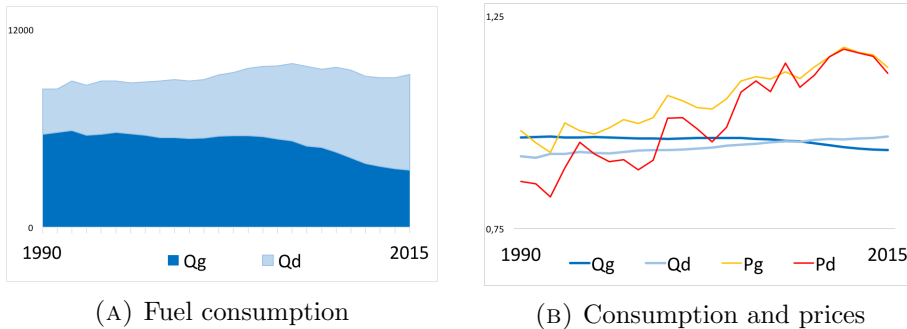 12000
0
1990
2015
Qg
Qd
(A) Fuel consumption
1,25
0,75
1990
2015
Qg
Qd
Pg
Pd
(B) Consumption and prices